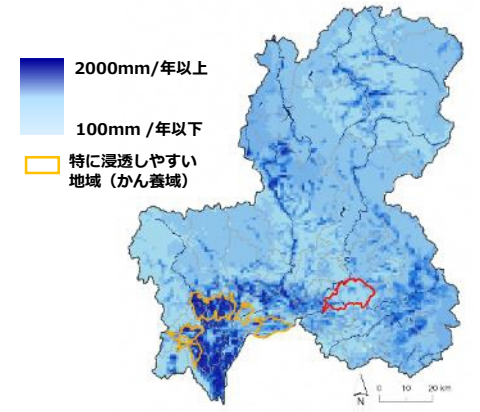 2000mm/年以上
100mm /年以下
特に浸透しやすい
地域（かん養域）
N
0 10 20 km